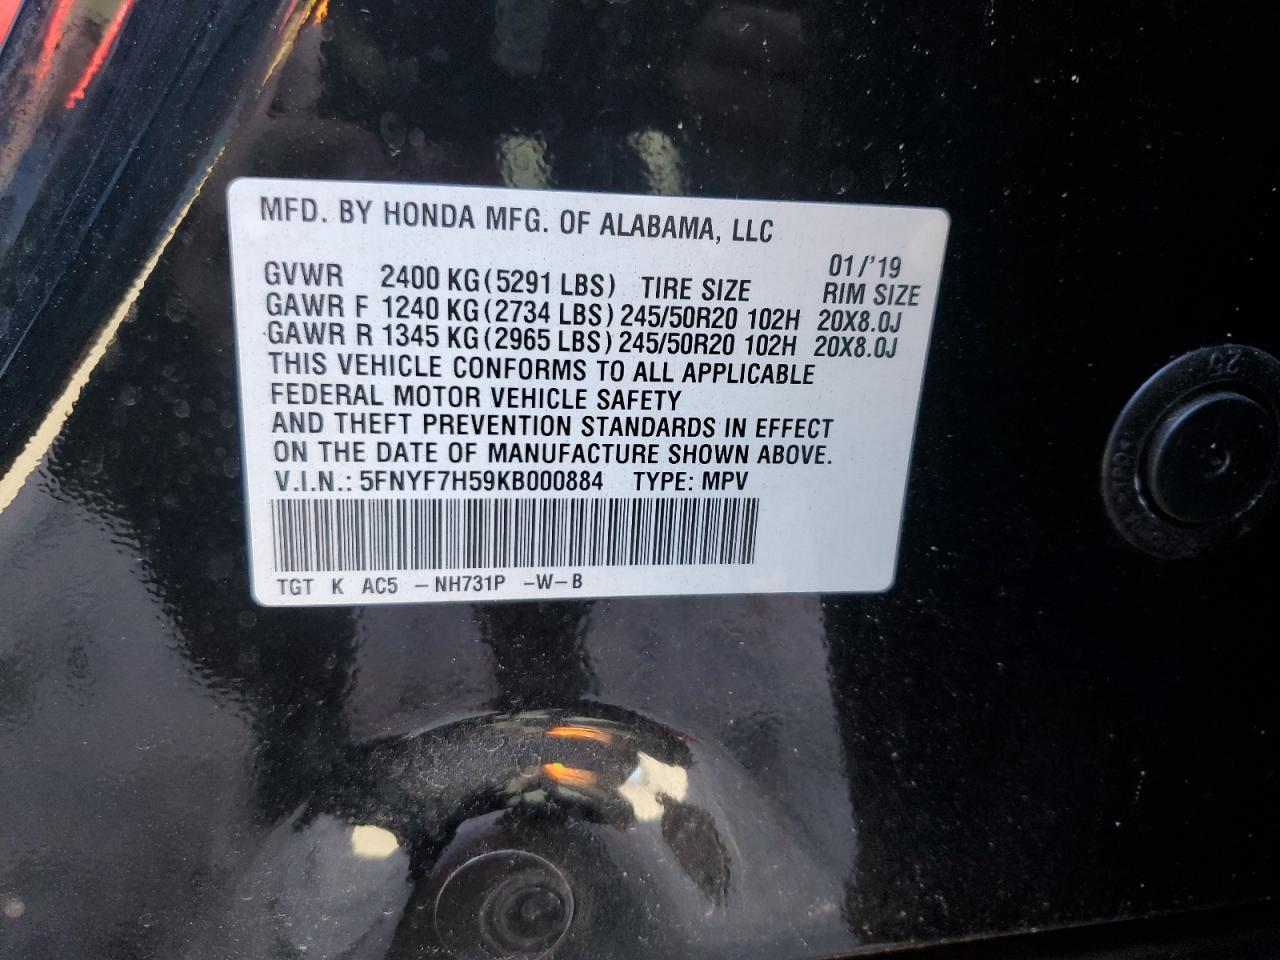 MFD. BY HONDA MFG. OF ALABAMA, LLC
01/'19
GVWR 2400 KG(5291 LBS) TIRE SIZE RIM SIZE
GAWR F 1240 KG(2734 LBS) 245/50R20 102H 20X8.0J
GAWR R 1345 KG(2965 LBS) 245/50R20 102H 20X8.0J
THIS VEHICLE CONFORMS TO ALL APPLICABLE
FEDERAL MOTOR VEHICLE SAFETY
AND THEFT PREVENTION STANDARDS IN EFFECT
ON THE DATE OF MANUFACTURE SHOWN ABOVE.
V.I.N.: 5FNYF7H59KB000884 TYPE: MPV
TGT K AC5 -NH731P -W-B